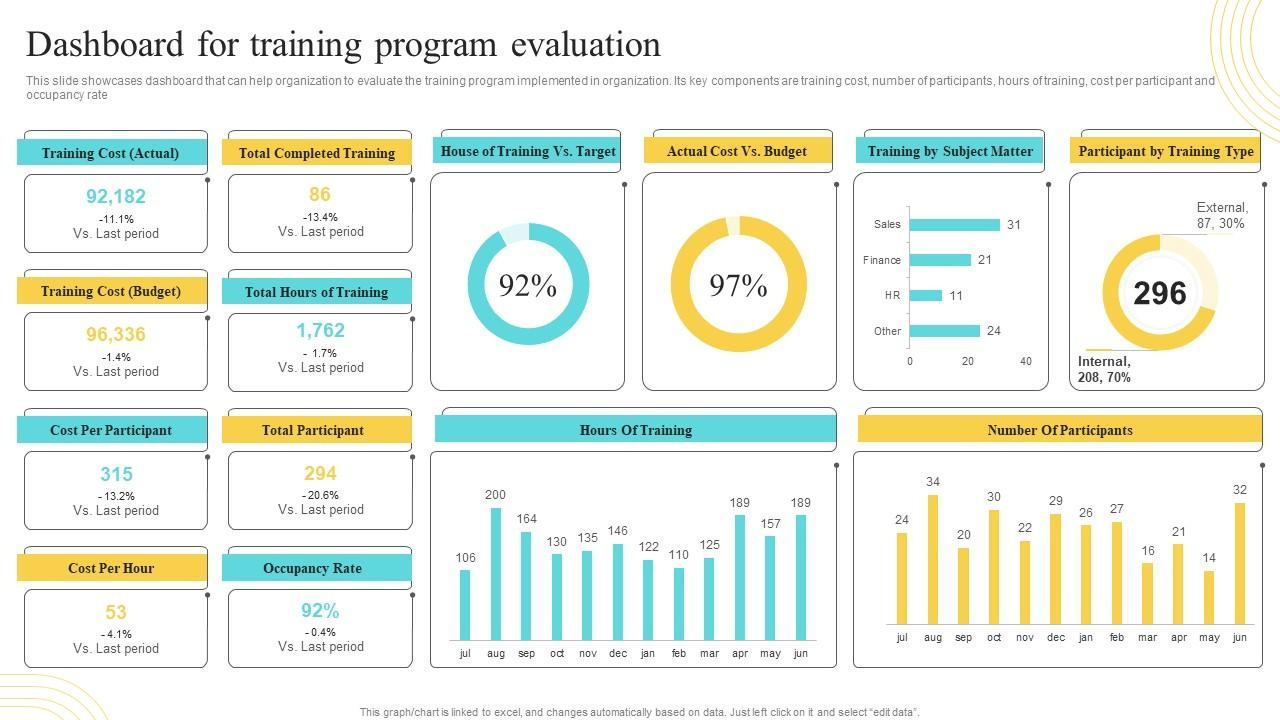 Dashboard for training program evaluation
This slide showcases dashboard that can help organization to evaluate the training program implemented in organization. Its key components are training cost, number of participants, hours of training, cost per participant and
occupancy rate
Training Cost (Actual)
92,182
-11.1%
Vs. Last period
Total Completed Training
86
-13.4%
Vs. Last period
Training Cost (Budget)
96,336
-1.4%
Vs. Last period
Total Hours of Training
1,762
- 1.7%
Vs. Last period
Cost Per Participant
315
- 13.2%
Vs. Last period
Total Participant
294
- 20.6%
Vs. Last period
Cost Per Hour
53
- 4.1%
Vs. Last period
Occupancy Rate
92%
- 0.4%
Vs. Last period
House of Training Vs. Target
92%
Actual Cost Vs. Budget
97%
Training by Subject Matter
Sales 31
Finance 21
HR 11
Other 24
0 20 40
Participant by Training Type
External,
87, 30%
296
Internal,
208, 70%
Hours Of Training
106 200 164 130 135 146 122 110 125 189 157 189
jul aug sep oct nov dec jan feb mar apr may jun
Number Of Participants
24 34 20 30 22 29 26 27 16 21 14 32
jul aug sep oct nov dec jan feb mar apr may jun
This graph/chart is linked to excel, and changes automatically based on data. Just left click on it and select “edit data”.